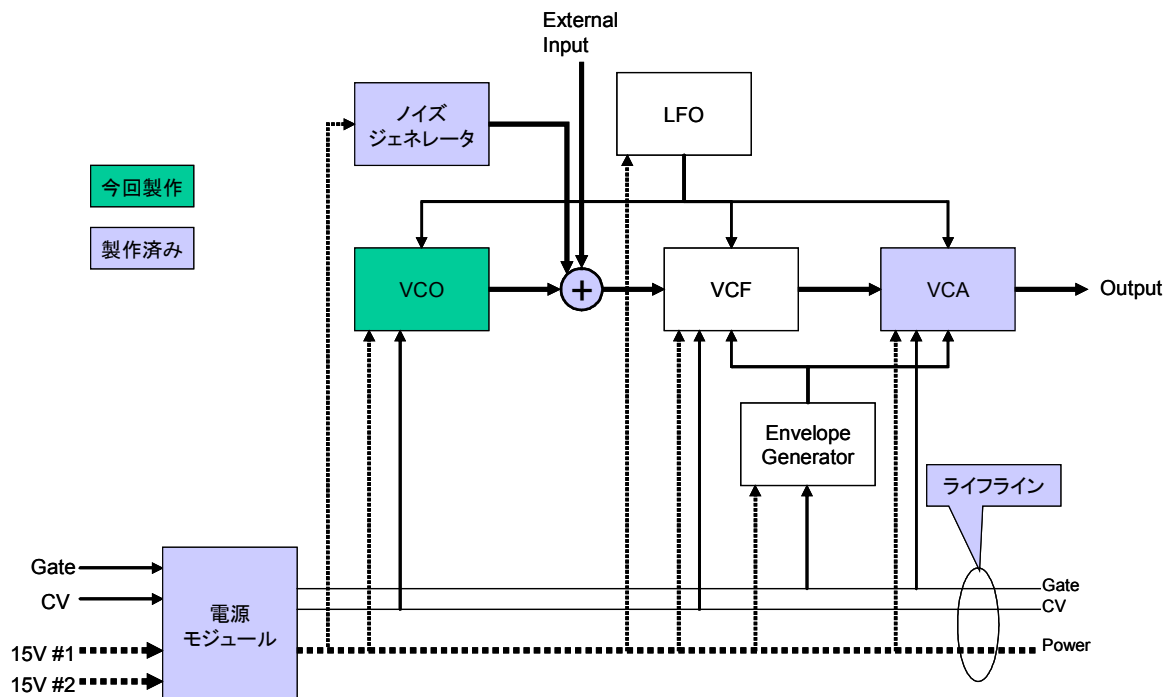 External
Input
ノイズ
ジェネレータ
LFO
今回製作
製作済み
VCO
+
VCF
VCA
Output
Envelope
Generator
ライフライン
Gate
CV
15V #1
15V #2
電源
モジュール
Gate
CV
Power